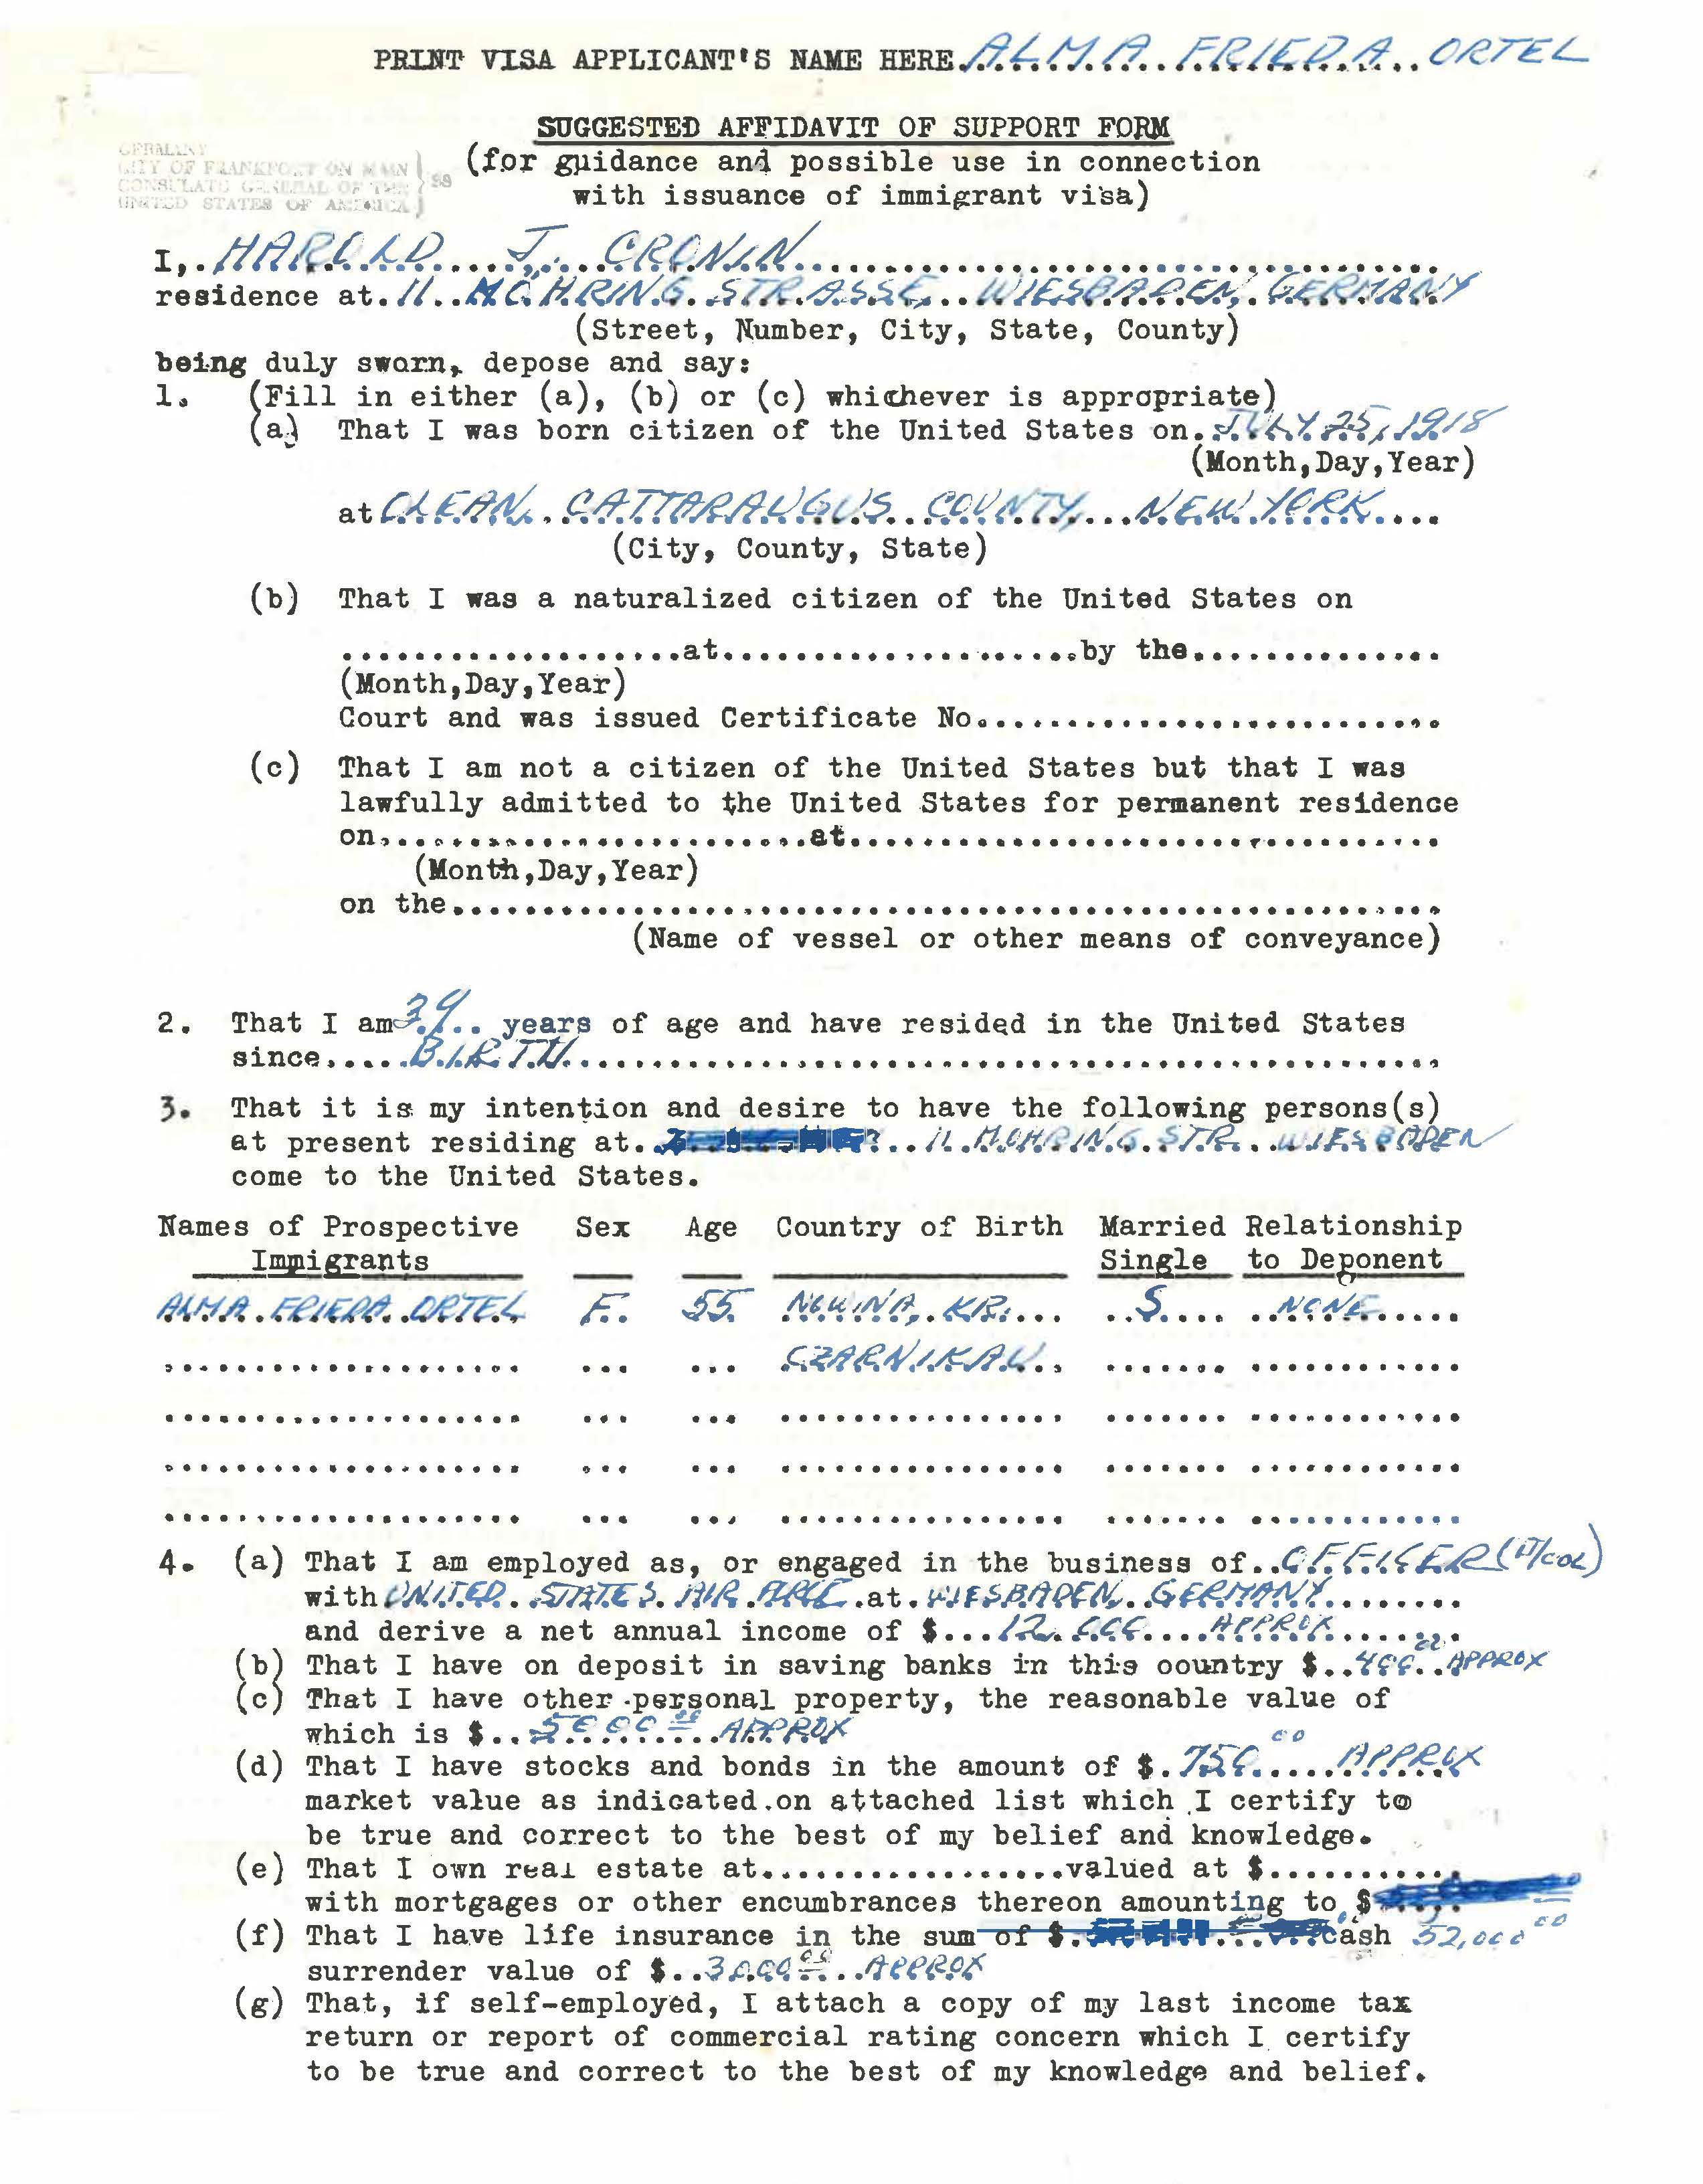 PRINT VISA APPLICANT'S NAME HERE ALMA FRIEDA ORTEL
SUGGESTED AFFIDAVIT OF SUPPORT FORM
(for guidance and possible use in connection
with issuance of immigrant visa)
GERMANY
CITY OF FRANKFORT ON MAIN
CONSULATE GENERAL OF THE
UNITED STATES OF AMERICA } SS
I, HAROLD J. CRONIN
residence at 11 MOHRING STRASSE, WIESBADEN, GERMANY
(Street, Number, City, State, County)
being duly sworn, depose and say:
1. (Fill in either (a), (b) or (c) whichever is appropriate)
(a) That I was born citizen of the United States on JULY 25, 1918
(Month,Day,Year)
at OLEAN, CATTARAUGUS COUNTY, NEW YORK
(City, County, State)
(b) That I was a naturalized citizen of the United States on
at by the
(Month,Day,Year)
Court and was issued Certificate No.
(c) That I am not a citizen of the United States but that I was
lawfully admitted to the United States for permanent residence
on at
(Month,Day,Year)
on the
(Name of vessel or other means of conveyance)
2. That I am 39 years of age and have resided in the United States
since BIRTH
3. That it is my intention and desire to have the following persons(s)
at present residing at 11 MOHRING STR. WIESBADEN
come to the United States.
Names of Prospective Sex Age Country of Birth Married Relationship
Immigrants Single to Deponent
ALMA FRIEDA ORTEL F. 55 NOWINA, KR. S NONE
CZARNIKAU
4. (a) That I am employed as, or engaged in the business of OFFICER (LT/COL)
with UNITED STATES AIR FORCE at WIESBADEN, GERMANY
and derive a net annual income of $ 12,000 APPROX
(b) That I have on deposit in saving banks in this country $ 400 00 APPROX
(c) That I have other personal property, the reasonable value of
which is $ 5000 00 APPROX
(d) That I have stocks and bonds in the amount of $ 750 00 APPROX
market value as indicated on attached list which I certify to
be true and correct to the best of my belief and knowledge.
(e) That I own real estate at valued at $
with mortgages or other encumbrances thereon amounting to $
(f) That I have life insurance in the sum of $ cash 52,000 00
surrender value of $ 3000 00 APPROX
(g) That, if self-employed, I attach a copy of my last income tax
return or report of commercial rating concern which I certify
to be true and correct to the best of my knowledge and belief.